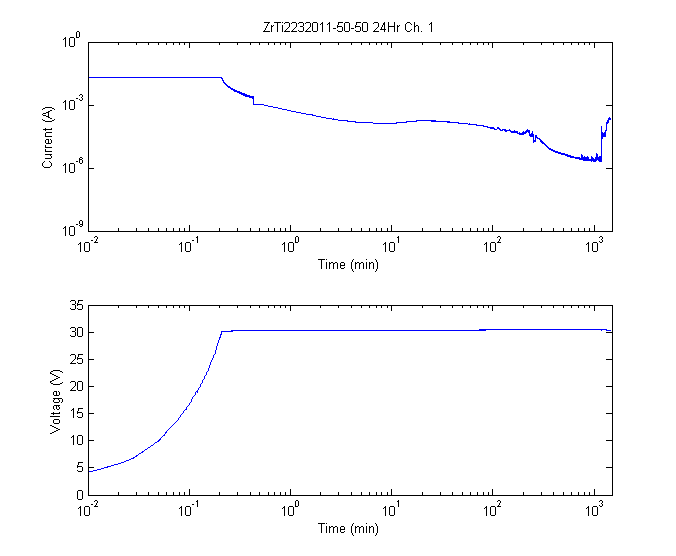 ZrTi2232011-50-50 24Hr Ch. 1
Current (A)
10^0
10^-3
10^-6
10^-9
10^-2 10^-1 10^0 10^1 10^2 10^3
Time (min)
Voltage (V)
35
30
25
20
15
10
5
0
10^-2 10^-1 10^0 10^1 10^2 10^3
Time (min)